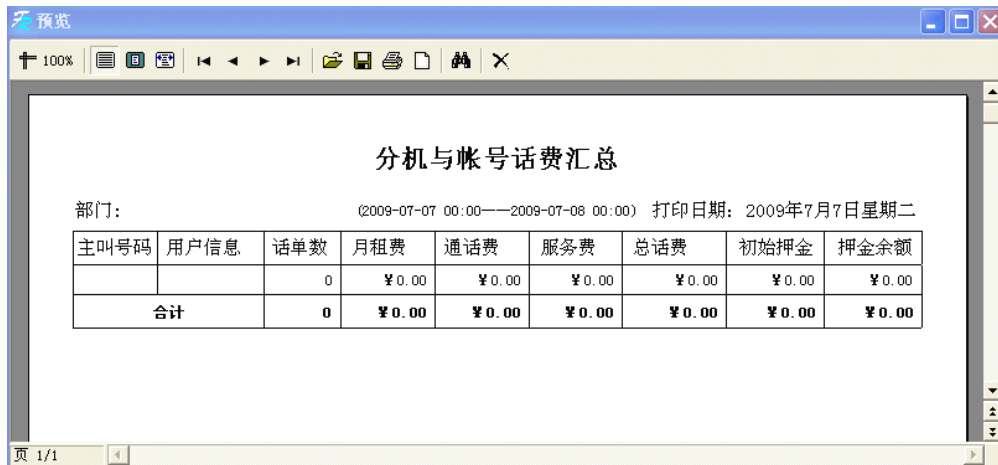 预览
100%
分机与帐号话费汇总
部门: (2009-07-07 00:00——2009-07-08 00:00) 打印日期: 2009年7月7日星期二
主叫号码 用户信息 话单数 月租费 通话费 服务费 总话费 初始押金 押金余额
0 ¥0.00 ¥0.00 ¥0.00 ¥0.00 ¥0.00 ¥0.00
合计 0 ¥0.00 ¥0.00 ¥0.00 ¥0.00 ¥0.00 ¥0.00
页 1/1